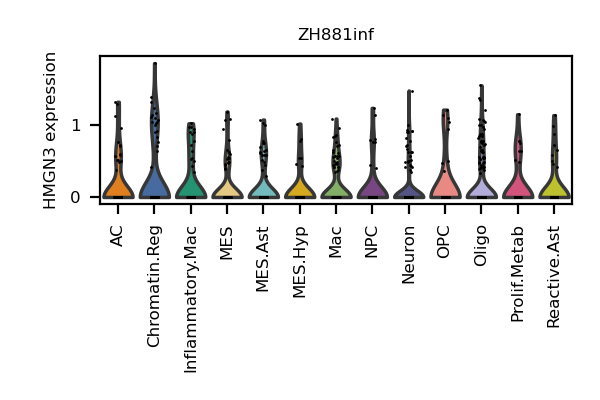 ZH881inf
HMGN3 expression
1
0
AC
Chromatin.Reg
Inflammatory.Mac
MES
MES.Ast
MES.Hyp
Mac
NPC
Neuron
OPC
Oligo
Prolif.Metab
Reactive.Ast